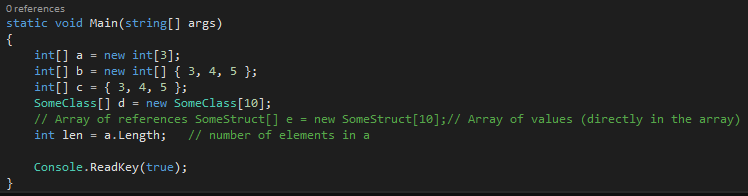 0 references
static void Main(string[] args)
{
    int[] a = new int[3];
    int[] b = new int[] { 3, 4, 5 };
    int[] c = { 3, 4, 5 };
    SomeClass[] d = new SomeClass[10];
    // Array of references SomeStruct[] e = new SomeStruct[10];// Array of values (directly in the array)
    int len = a.Length;   // number of elements in a
    Console.ReadKey(true);
}